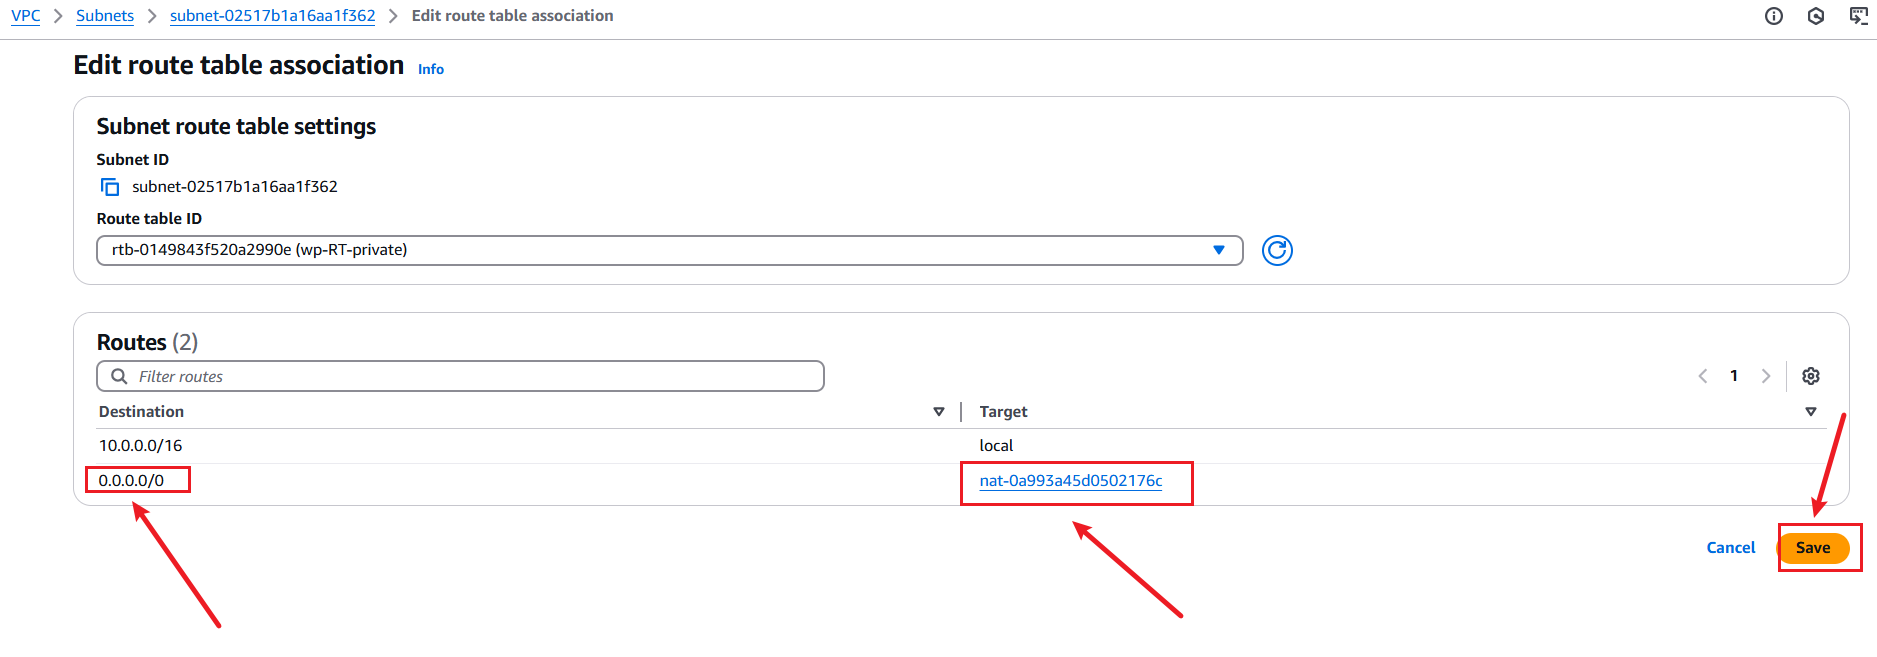 VPC > Subnets > subnet-02517b1a16aa1f362 > Edit route table association
Edit route table association Info
Subnet route table settings
Subnet ID
subnet-02517b1a16aa1f362
Route table ID
rtb-0149843f520a2990e (wp-RT-private)
Routes (2)
Filter routes
1
Destination Target
10.0.0.0/16 local
0.0.0.0/0 nat-0a993a45d0502176c
Cancel Save